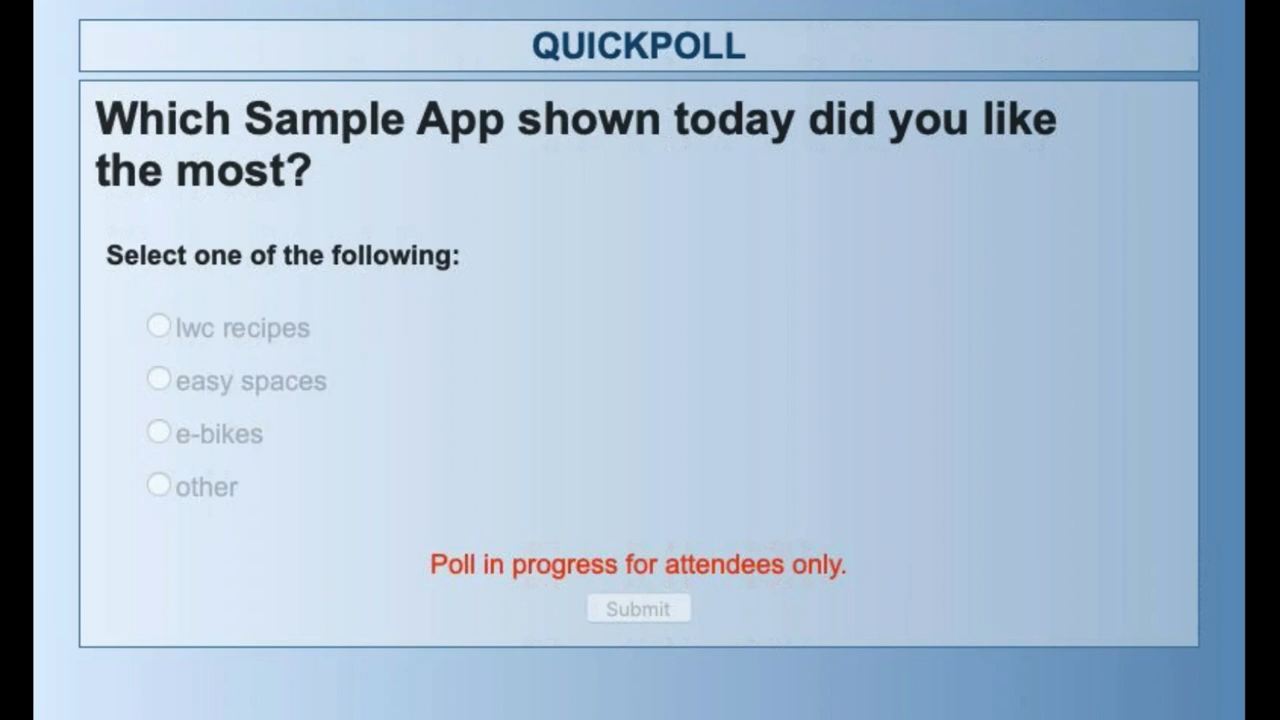 QUICKPOLL
Which Sample App shown today did you like
the most?
Select one of the following:
lwc recipes
easy spaces
e-bikes
other
Poll in progress for attendees only.
Submit